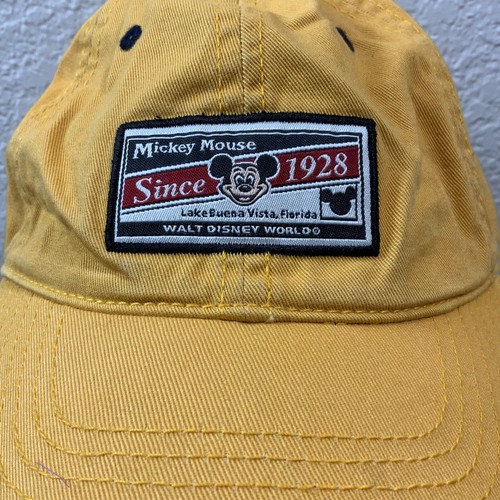 Mickey Mouse
Since 1928
Lake Buena Vista, Florida
WALT DISNEY WORLD®